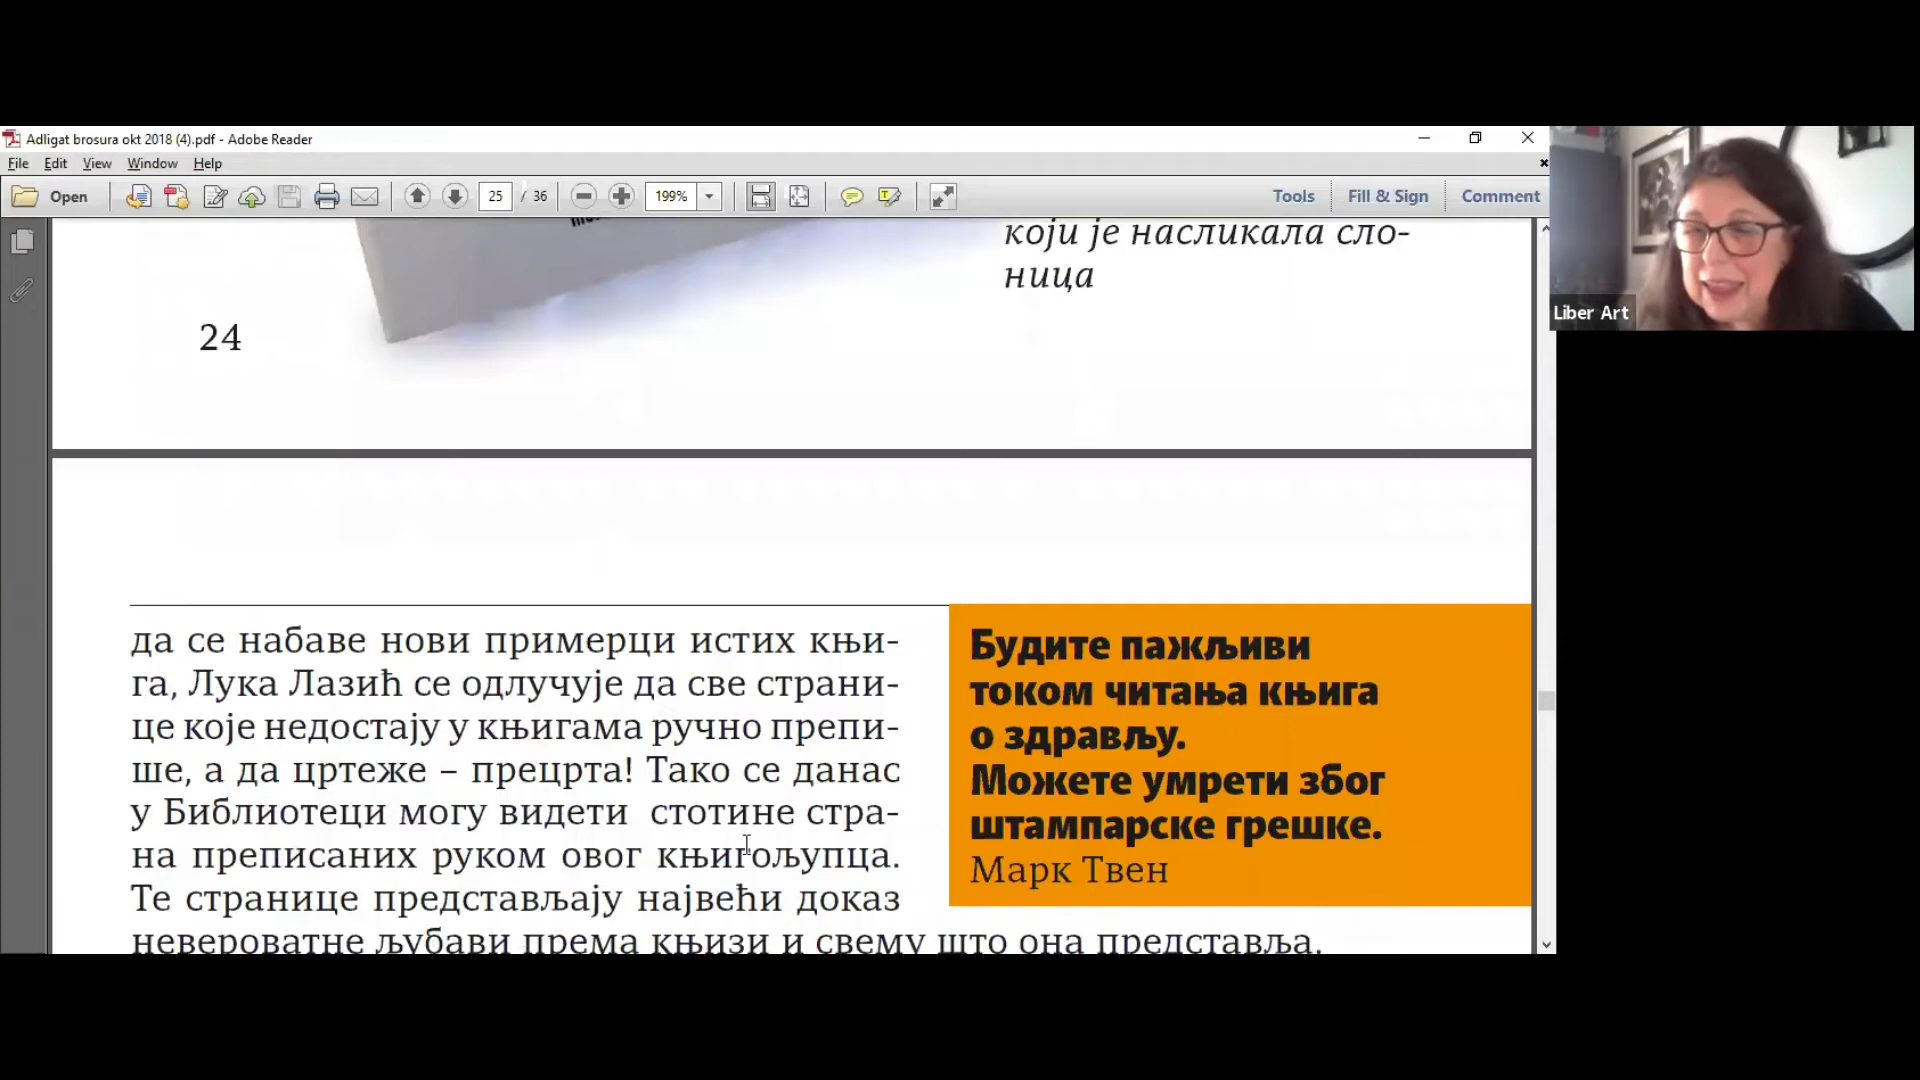 Adligat brosura okt 2018 (4).pdf - Adobe Reader
File Edit View Window Help
Open 25 / 36 199% Tools Fill & Sign Comment
који је насликала сло-
ница
24
Liber Art
да се набаве нови примерци истих књи-
га, Лука Лазић се одлучује да све страни-
це које недостају у књигама ручно препи-
ше, а да цртеже – прецрта! Тако се данас
у Библиотеци могу видети стотине стра-
на преписаних руком овог књигољупца.
Те странице представљају највећи доказ
невероватне љубави према књизи и свему што она представља.
Будите пажљиви
током читања књига
о здрављу.
Можете умрети због
штампарске грешке.
Марк Твен